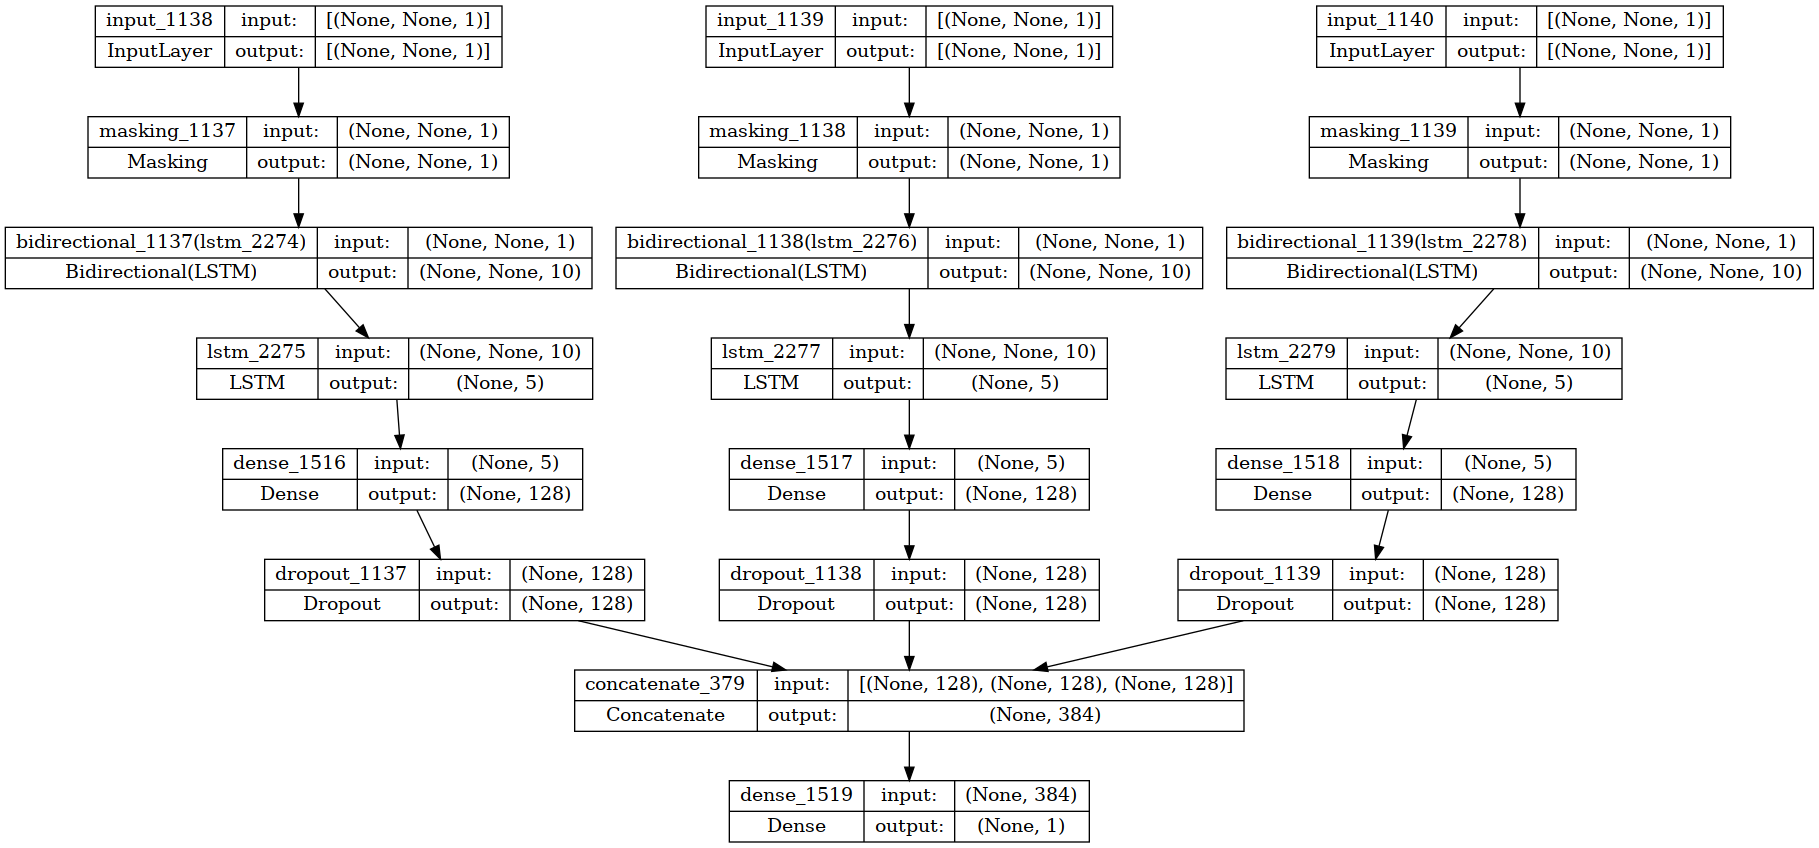 input_1138 input: [(None, None, 1)]
InputLayer output: [(None, None, 1)]
input_1139 input: [(None, None, 1)]
InputLayer output: [(None, None, 1)]
input_1140 input: [(None, None, 1)]
InputLayer output: [(None, None, 1)]
masking_1137 input: (None, None, 1)
Masking output: (None, None, 1)
masking_1138 input: (None, None, 1)
Masking output: (None, None, 1)
masking_1139 input: (None, None, 1)
Masking output: (None, None, 1)
bidirectional_1137(lstm_2274) input: (None, None, 1)
Bidirectional(LSTM) output: (None, None, 10)
bidirectional_1138(lstm_2276) input: (None, None, 1)
Bidirectional(LSTM) output: (None, None, 10)
bidirectional_1139(lstm_2278) input: (None, None, 1)
Bidirectional(LSTM) output: (None, None, 10)
lstm_2275 input: (None, None, 10)
LSTM output: (None, 5)
lstm_2277 input: (None, None, 10)
LSTM output: (None, 5)
lstm_2279 input: (None, None, 10)
LSTM output: (None, 5)
dense_1516 input: (None, 5)
Dense output: (None, 128)
dense_1517 input: (None, 5)
Dense output: (None, 128)
dense_1518 input: (None, 5)
Dense output: (None, 128)
dropout_1137 input: (None, 128)
Dropout output: (None, 128)
dropout_1138 input: (None, 128)
Dropout output: (None, 128)
dropout_1139 input: (None, 128)
Dropout output: (None, 128)
concatenate_379 input: [(None, 128), (None, 128), (None, 128)]
Concatenate output: (None, 384)
dense_1519 input: (None, 384)
Dense output: (None, 1)